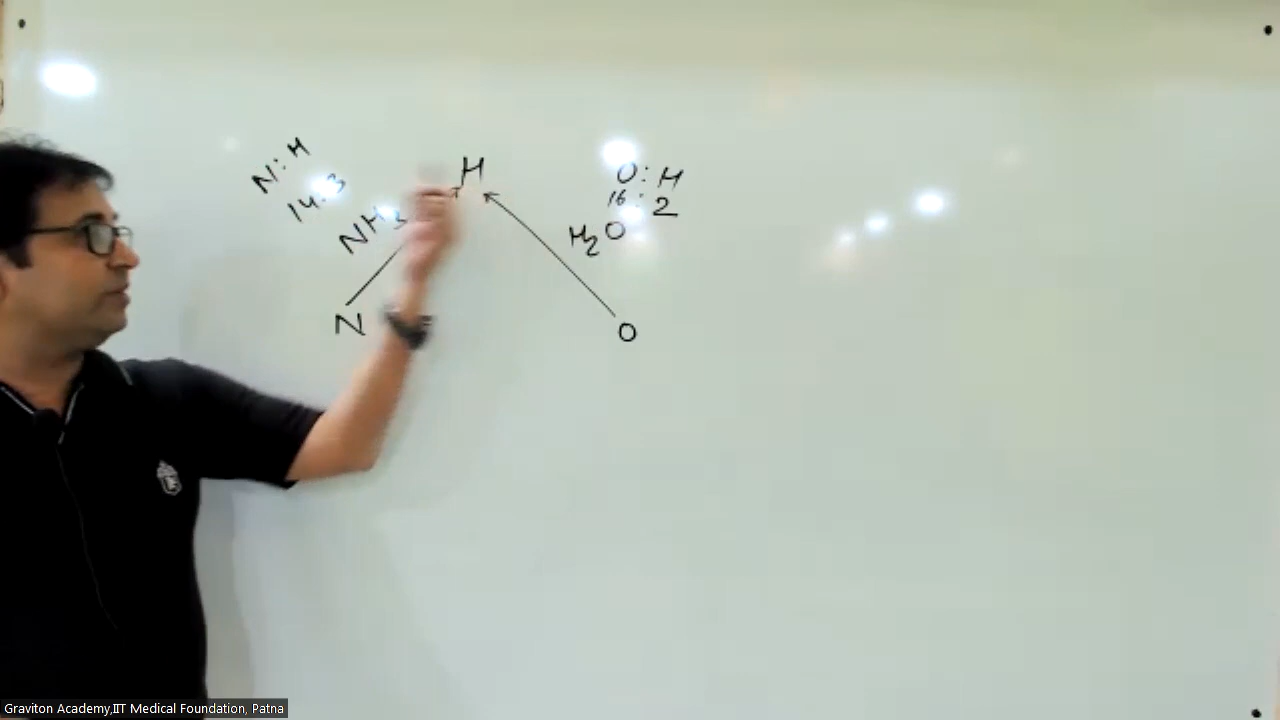 N:H
14:3
NH3
H
O:H
16:2
H2O
N
O
Graviton Academy,IIT Medical Foundation, Patna